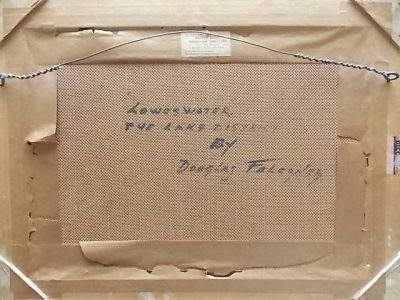 LOWESWATER
THE LAKE DISTRICT
BY
DOUGLAS FALCONER